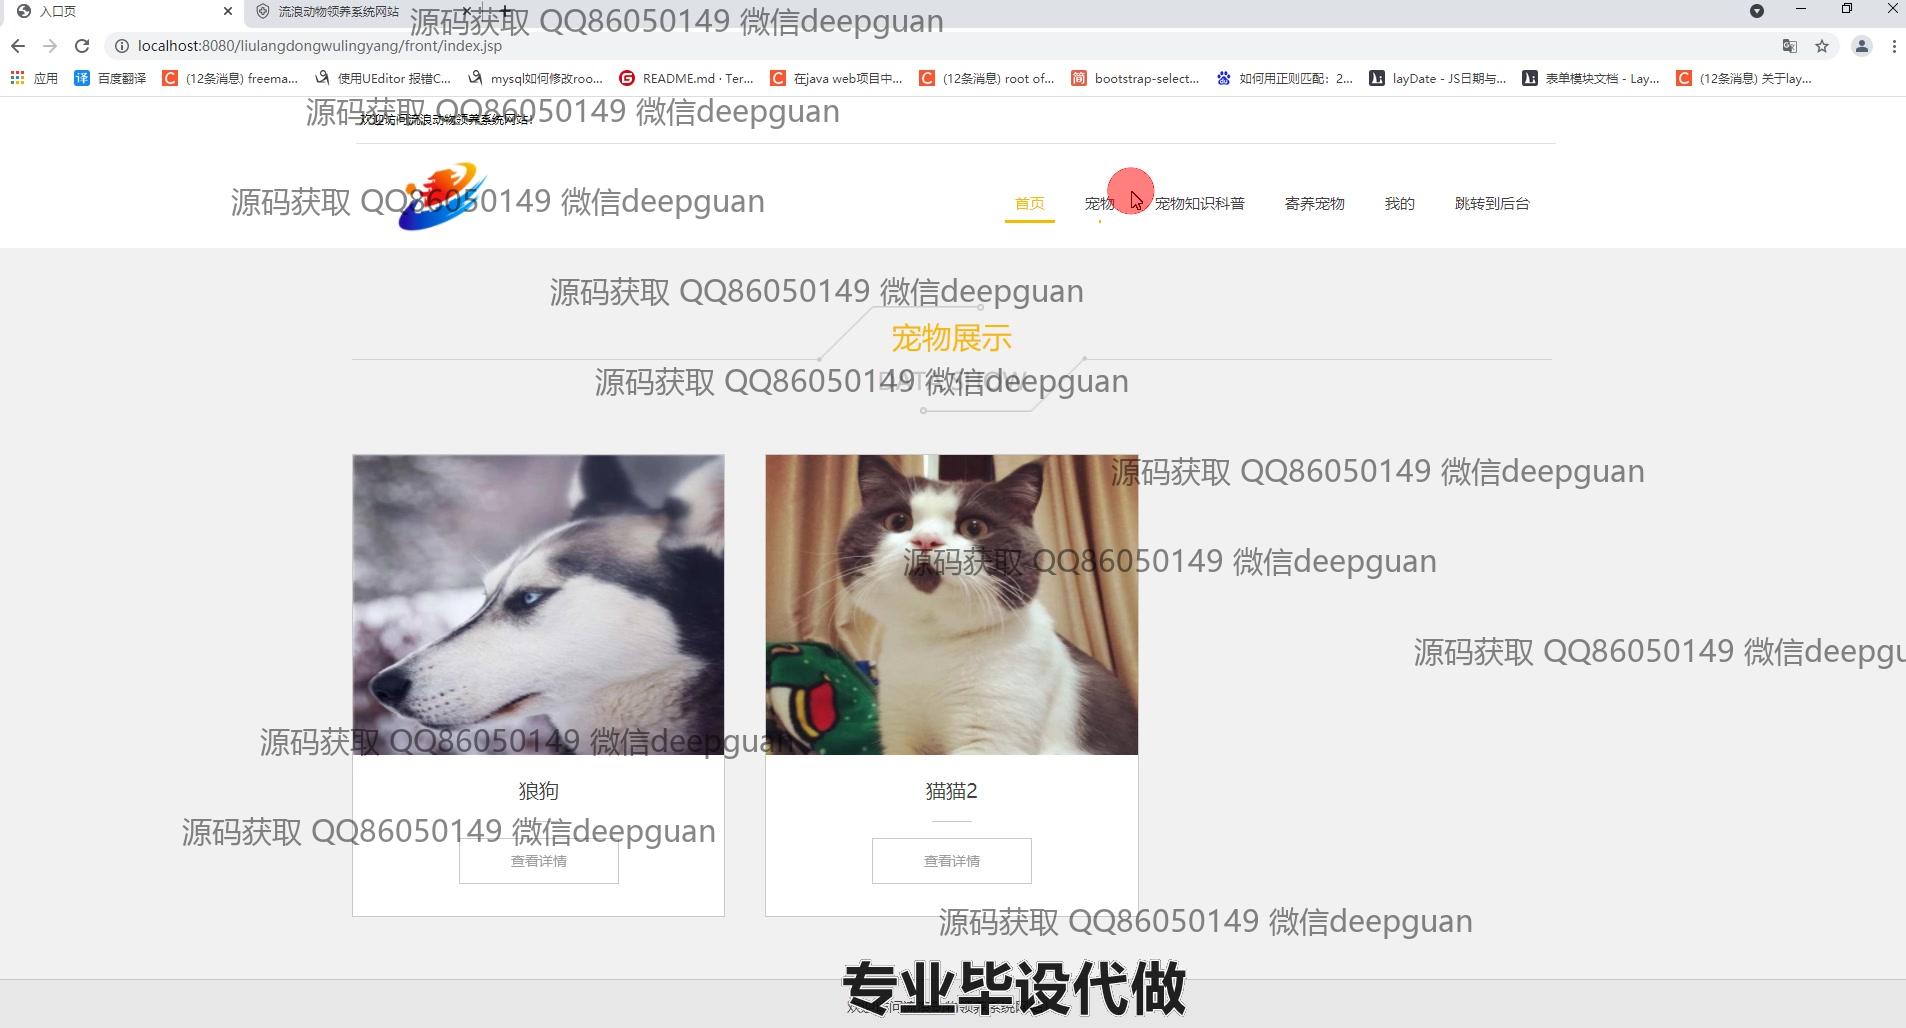 入口页
流浪动物领养系统网站
源码获取 QQ86050149 微信deepguan
localhost:8080/liulangdongwulingyang/front/index.jsp
应用 百度翻译 (12条消息) freema... 使用UEditor 报错C... mysql如何修改roo... README.md · Ter... 在java web项目中... (12条消息) root of... bootstrap-select... 如何用正则匹配：2... layDate - JS日期与... 表单模块文档 - Lay... (12条消息) 关于lay...
源码获取 QQ86050149 微信deepguan
欢迎访问流浪动物领养系统网站!
源码获取 QQ86050149 微信deepguan
首页 宠物 宠物知识科普 寄养宠物 我的 跳转到后台
源码获取 QQ86050149 微信deepguan
宠物展示
源码获取 QQ86050149 微信deepguan
DATA SHOW
源码获取 QQ86050149 微信deepguan
源码获取 QQ86050149 微信deepguan
源码获取 QQ86050149 微信deepgu
源码获取 QQ86050149 微信deepguan
狼狗 猫猫2
源码获取 QQ86050149 微信deepguan
查看详情 查看详情
源码获取 QQ86050149 微信deepguan
专业毕设代做